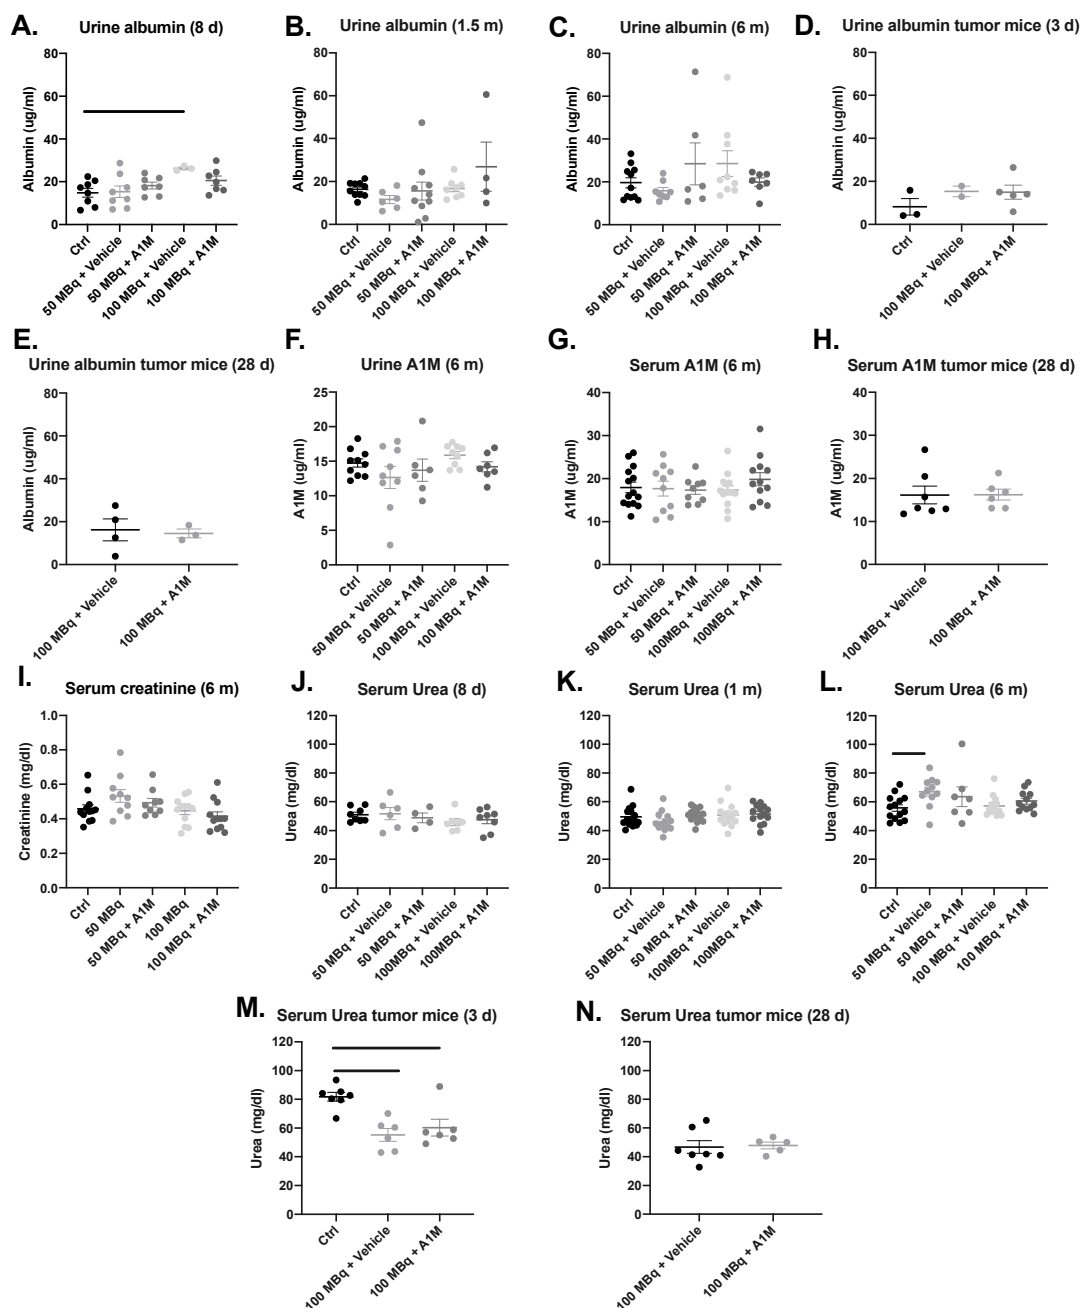 A. Urine albumin (8 d)
Albumin (ug/ml)
80
60
40
20
0
Ctrl
50 MBq + Vehicle
50 MBq + A1M
100 MBq + Vehicle
100 MBq + A1M
B. Urine albumin (1.5 m)
Albumin (ug/ml)
80
60
40
20
0
Ctrl
50 MBq + Vehicle
50 MBq + A1M
100 MBq + Vehicle
100 MBq + A1M
C. Urine albumin (6 m)
Albumin (ug/ml)
80
60
40
20
0
Ctrl
50 MBq + Vehicle
50 MBq + A1M
100 MBq + Vehicle
100 MBq + A1M
D. Urine albumin tumor mice (3 d)
Albumin (ug/ml)
80
60
40
20
0
Ctrl
100 MBq + Vehicle
100 MBq + A1M
E. Urine albumin tumor mice (28 d)
Albumin (ug/ml)
80
60
40
20
0
100 MBq + Vehicle
100 MBq + A1M
F. Urine A1M (6 m)
A1M (ug/ml)
25
20
15
10
5
0
Ctrl
50 MBq + Vehicle
50 MBq + A1M
100 MBq + Vehicle
100 MBq + A1M
G. Serum A1M (6 m)
A1M (ug/ml)
40
30
20
10
0
Ctrl
50 MBq + Vehicle
50 MBq + A1M
100MBq + Vehicle
100MBq + A1M
H. Serum A1M tumor mice (28 d)
A1M (ug/ml)
40
30
20
10
0
100 MBq + Vehicle
100 MBq + A1M
I. Serum creatinine (6 m)
Creatinine (mg/dl)
1.0
0.8
0.6
0.4
0.2
0.0
Ctrl
50 MBq
50 MBq + A1M
100 MBq
100 MBq + A1M
J. Serum Urea (8 d)
Urea (mg/dl)
120
100
80
60
40
20
0
Ctrl
50 MBq + Vehicle
50 MBq + A1M
100MBq + Vehicle
100MBq + A1M
K. Serum Urea (1 m)
Urea (mg/dl)
120
100
80
60
40
20
0
Ctrl
50 MBq + Vehicle
50 MBq + A1M
100MBq + Vehicle
100MBq + A1M
L. Serum Urea (6 m)
Urea (mg/dl)
120
100
80
60
40
20
0
Ctrl
50 MBq + Vehicle
50 MBq + A1M
100 MBq + Vehicle
100 MBq + A1M
M. Serum Urea tumor mice (3 d)
Urea (mg/dl)
120
100
80
60
40
20
0
Ctrl
100 MBq + Vehicle
100 MBq + A1M
N. Serum Urea tumor mice (28 d)
Urea (mg/dl)
120
100
80
60
40
20
0
100 MBq + Vehicle
100 MBq + A1M